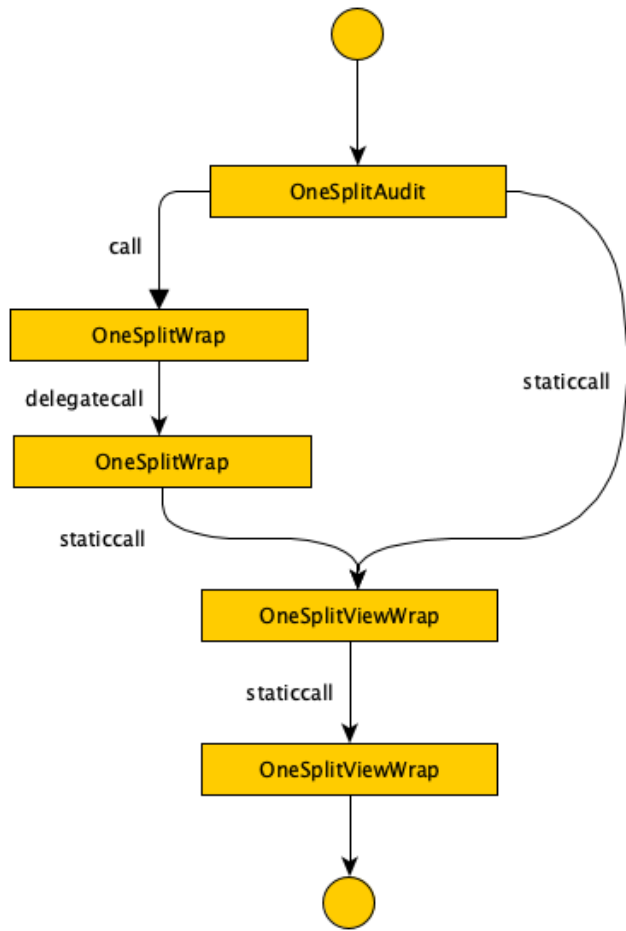 OneSplitAudit
call
OneSplitWrap
staticcall
delegatecall
OneSplitWrap
staticcall
OneSplitViewWrap
staticcall
OneSplitViewWrap